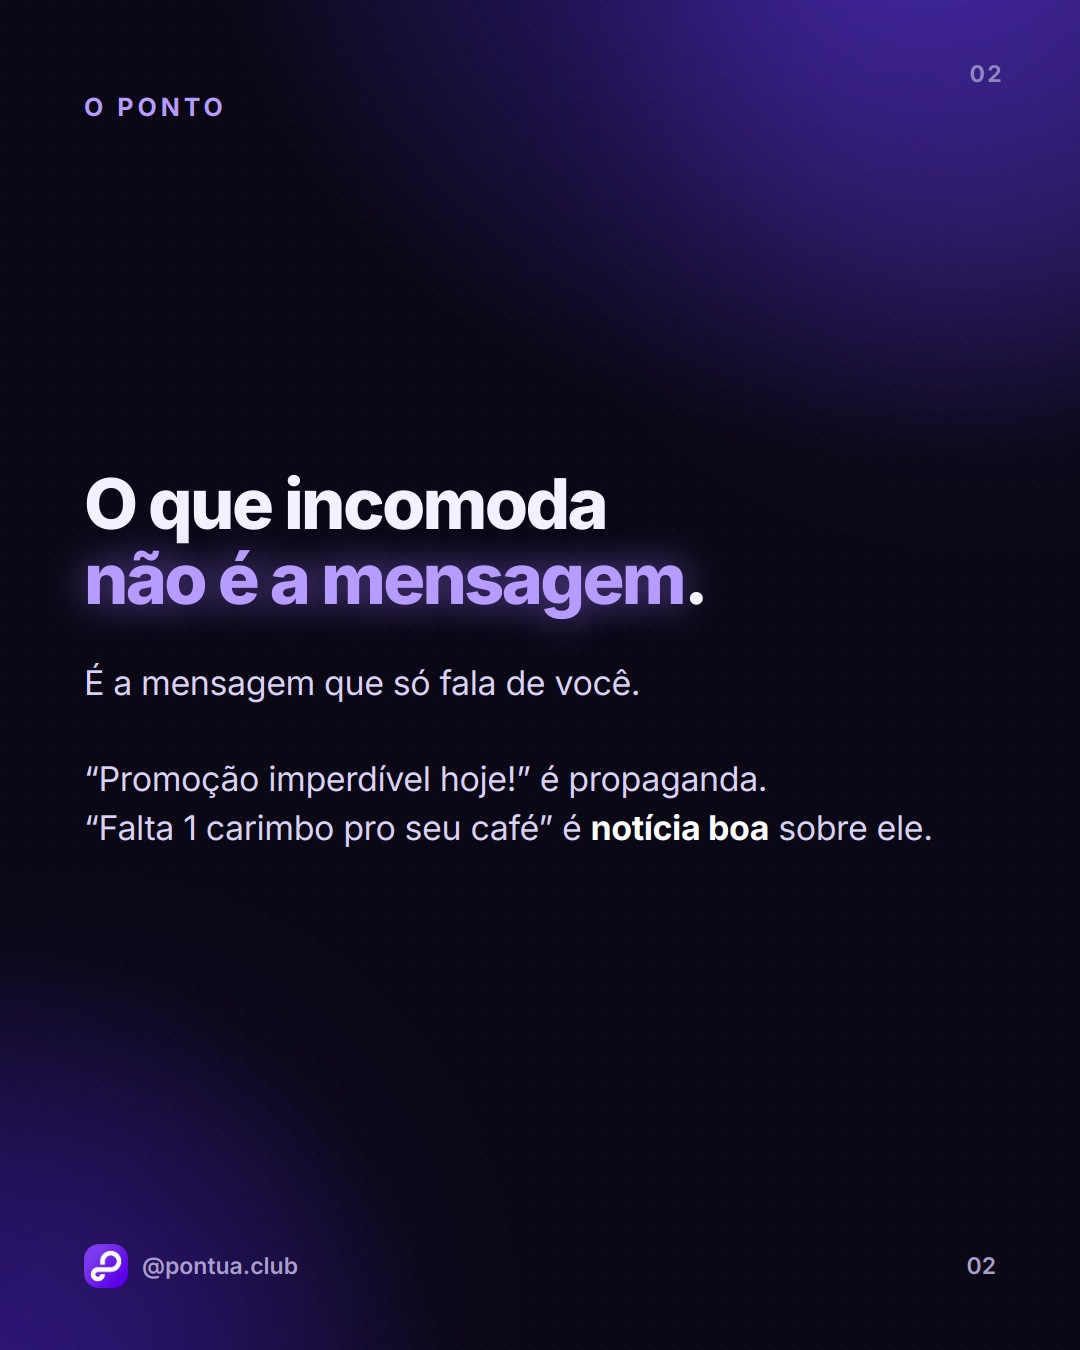 02
O PONTO
O que incomoda
não é a mensagem.
É a mensagem que só fala de você.
“Promoção imperdível hoje!” é propaganda.
“Falta 1 carimbo pro seu café” é notícia boa sobre ele.
@pontua.club
02